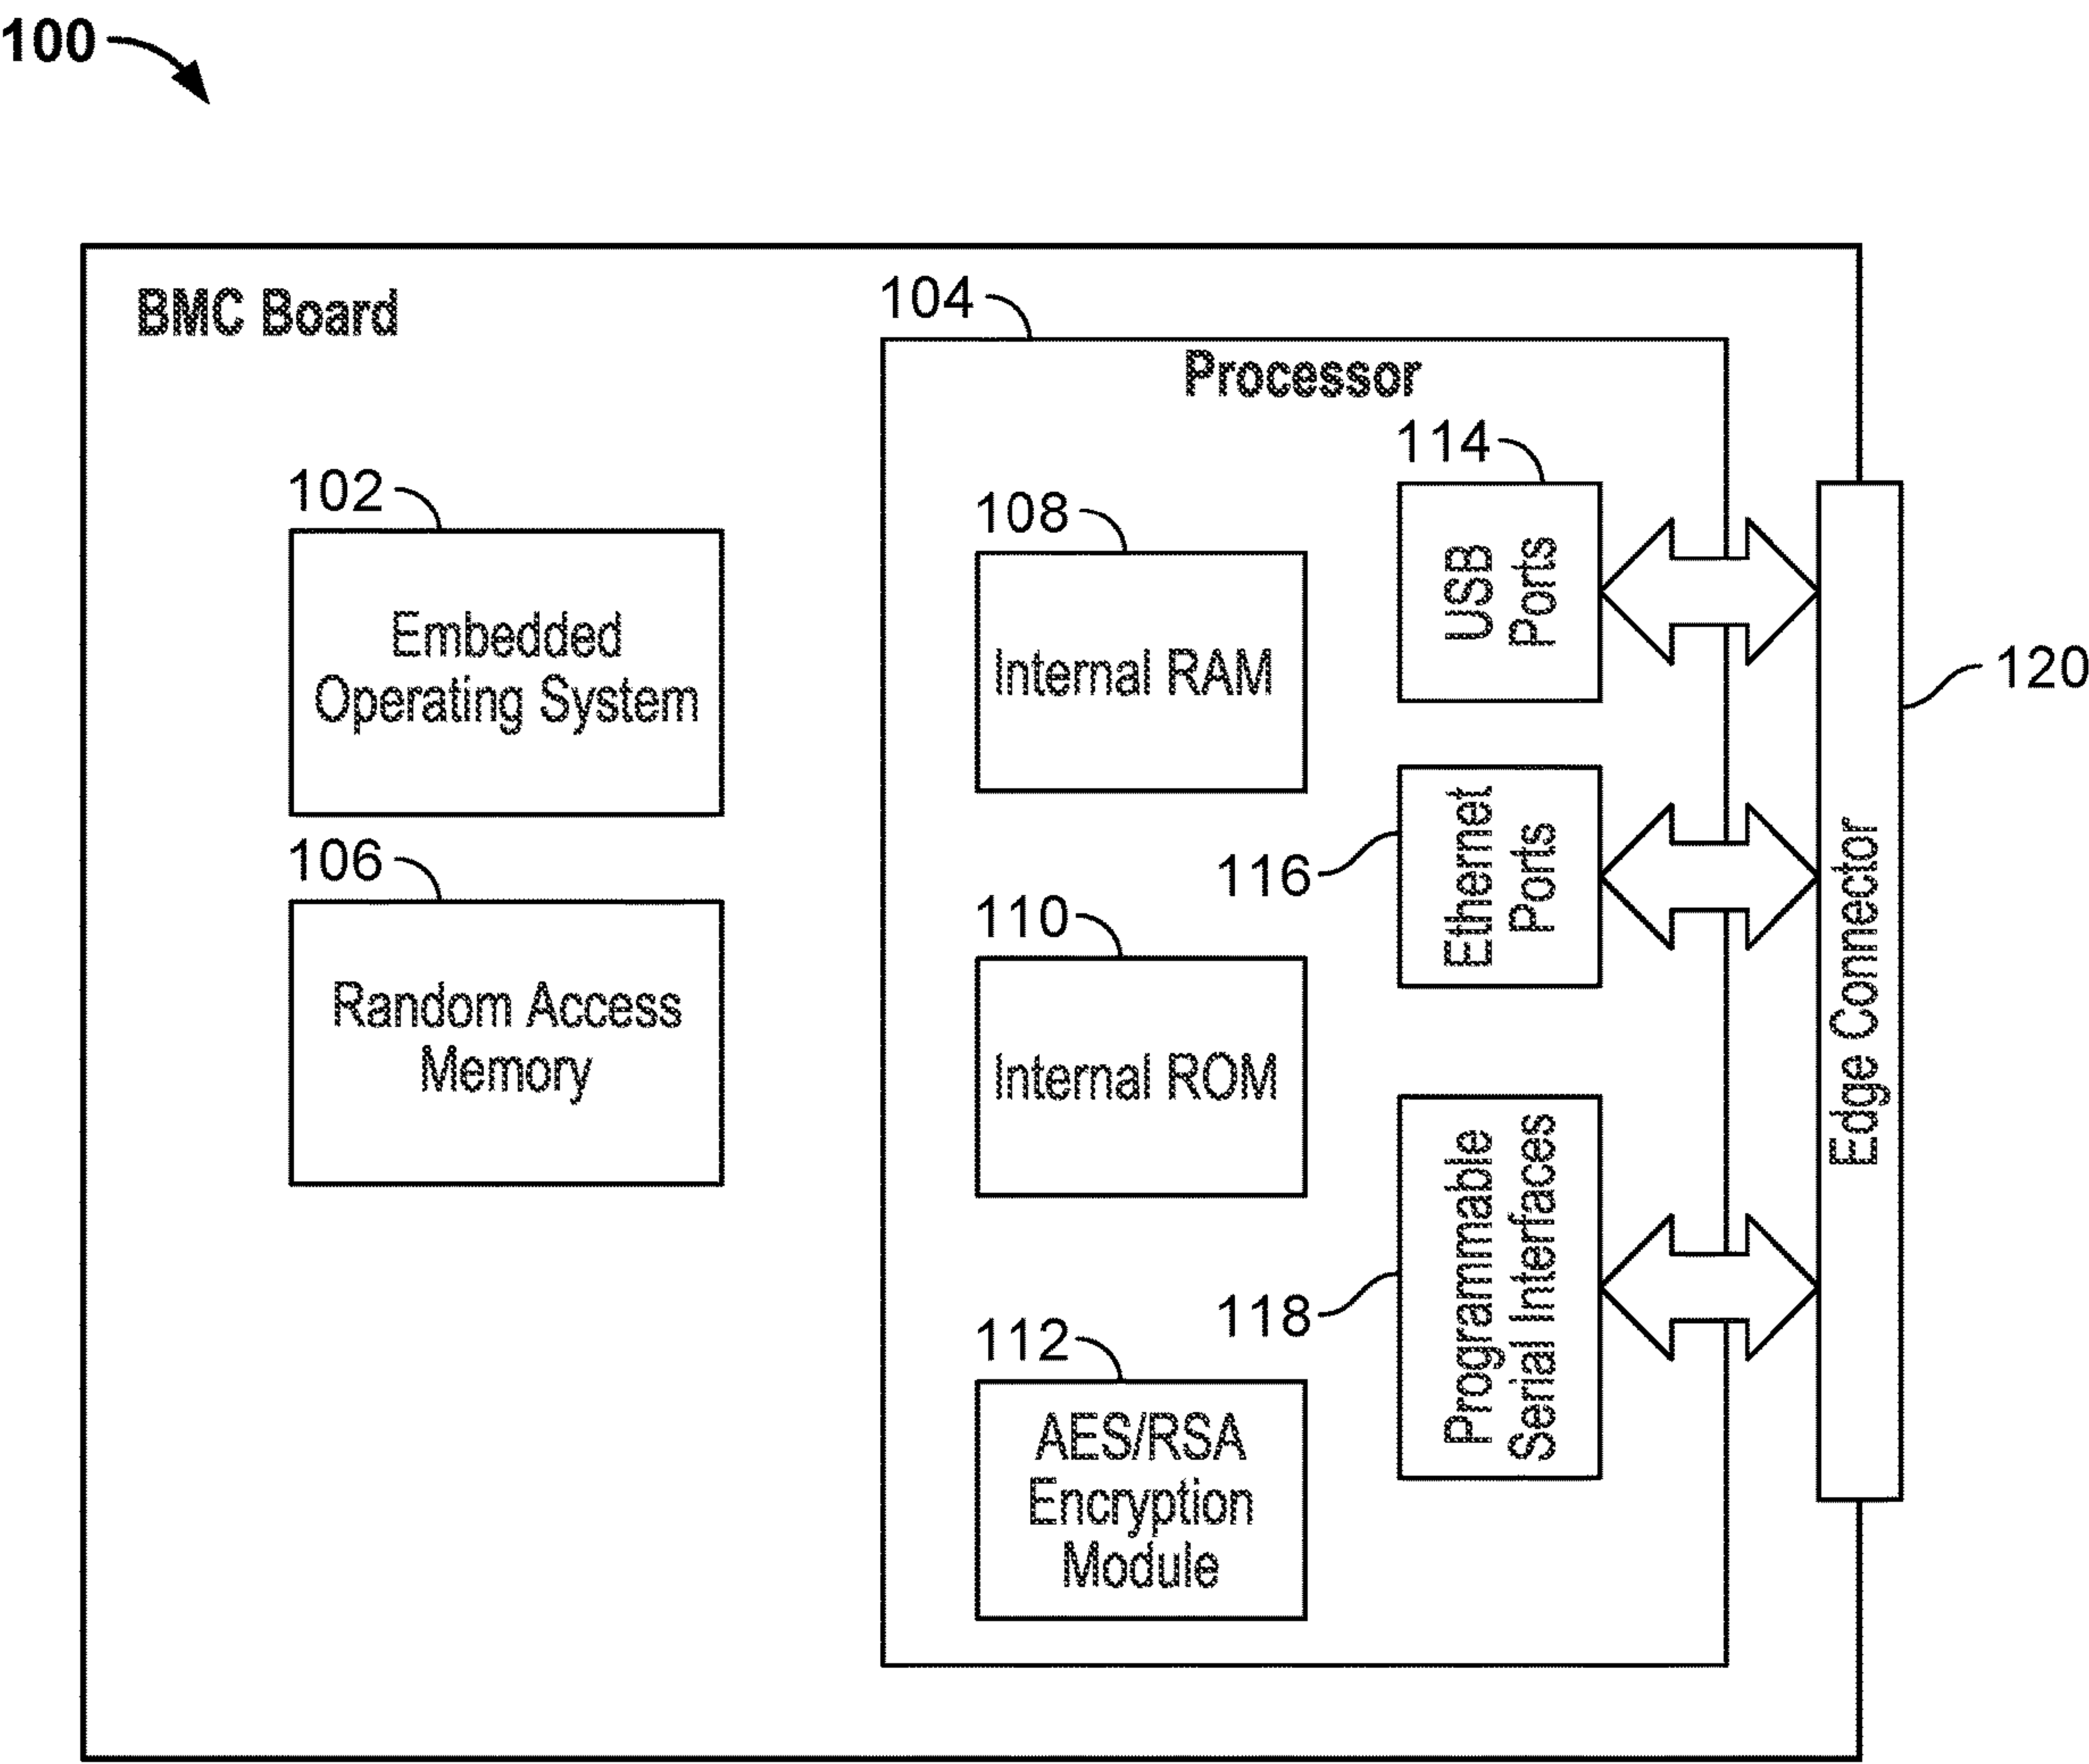 100
BMC Board
104
Processor
102
Embedded
Operating System
106
Random Access
Memory
108
Internal RAM
110
Internal ROM
112
AES/RSA
Encryption
Module
114
USB
Ports
116
Ethernet
Ports
118
Programmable
Serial Interfaces
120
Edge Connector